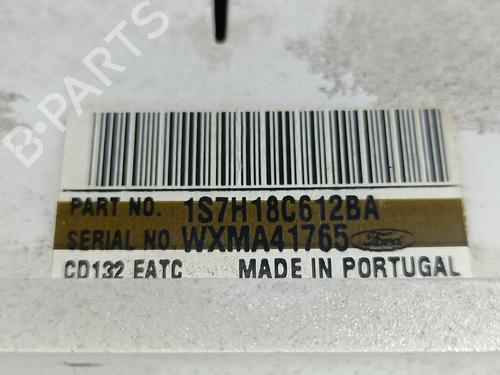 B-PARTS
PART NO. 1S7H18C612BA
SERIAL NO. WXMA41765 Ford
CD132 EATC MADE IN PORTUGAL